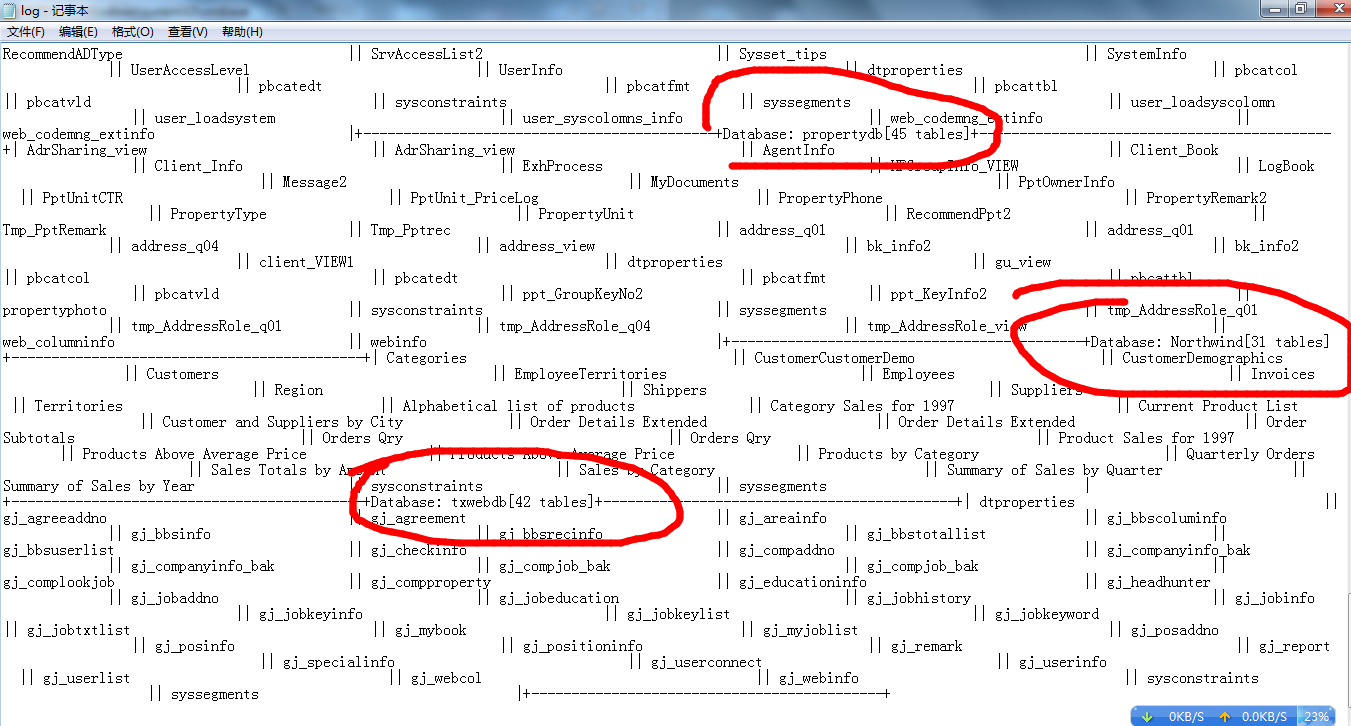 log - 记事本
文件(F) 编辑(E) 格式(O) 查看(V) 帮助(H)
RecommendADType || SrvAccessList2 || Sysset_tips || SystemInfo
|| UserAccessLevel || UserInfo || dtproperties || pbcatcol
|| pbcatedt || pbcatfmt || pbcattbl
|| pbcatvld || sysconstraints || syssegments || user_loadsyscolomn
|| user_loadsystem || user_syscolomns_info || web_codemng_extinfo ||
web_codemng_extinfo |+--------------------------------------------+Database: propertydb[45 tables]+--------------------------------------------
+| AdrSharing_view || AdrSharing_view || AgentInfo || Client_Book
|| Client_Info || ExhProcess || HPGroupInfo_VIEW || LogBook
|| Message2 || MyDocuments || PptOwnerInfo
|| PptUnitCTR || PptUnit_PriceLog || PropertyPhone || PropertyRemark2
|| PropertyType || PropertyUnit || RecommendPpt2 ||
Tmp_PptRemark || Tmp_Pptrec || address_q01 || address_q01
|| address_q04 || address_view || bk_info2 || bk_info2
|| client_VIEW1 || dtproperties || gu_view
|| pbcatcol || pbcatedt || pbcatfmt || pbcattbl
|| pbcatvld || ppt_GroupKeyNo2 || ppt_KeyInfo2 ||
propertyphoto || sysconstraints || syssegments || tmp_AddressRole_q01
|| tmp_AddressRole_q01 || tmp_AddressRole_q04 || tmp_AddressRole_view ||
web_columninfo || webinfo |+--------------------------------------------+Database: Northwind[31 tables]
+--------------------------------------------+| Categories || CustomerCustomerDemo || CustomerDemographics
|| Customers || EmployeeTerritories || Employees || Invoices
|| Region || Shippers || Suppliers
|| Territories || Alphabetical list of products || Category Sales for 1997 || Current Product List
|| Customer and Suppliers by City || Order Details Extended || Order Details Extended || Order
Subtotals || Orders Qry || Orders Qry || Product Sales for 1997
|| Products Above Average Price || Products Above Average Price || Products by Category || Quarterly Orders
|| Sales Totals by Amount || Sales by Category || Summary of Sales by Quarter ||
Summary of Sales by Year || sysconstraints || syssegments |
+--------------------------------------------+Database: txwebdb[42 tables]+--------------------------------------------+| dtproperties ||
gj_agreeaddno || gj_agreement || gj_areainfo || gj_bbscoluminfo
|| gj_bbsinfo || gj_bbsrecinfo || gj_bbstotallist ||
gj_bbsuserlist || gj_checkinfo || gj_compaddno || gj_companyinfo_bak
|| gj_companyinfo_bak || gj_compjob_bak || gj_compjob_bak ||
gj_complookjob || gj_compproperty || gj_educationinfo || gj_headhunter
|| gj_jobaddno || gj_jobeducation || gj_jobhistory || gj_jobinfo
|| gj_jobkeyinfo || gj_jobkeylist || gj_jobkeyword
|| gj_jobtxtlist || gj_mybook || gj_myjoblist || gj_posaddno
|| gj_posinfo || gj_positioninfo || gj_remark || gj_report
|| gj_specialinfo || gj_userconnect || gj_userinfo
|| gj_userlist || gj_webcol || gj_webinfo || sysconstraints
|| syssegments |+--------------------------------------------+
0KB/S 0.0KB/S 23%